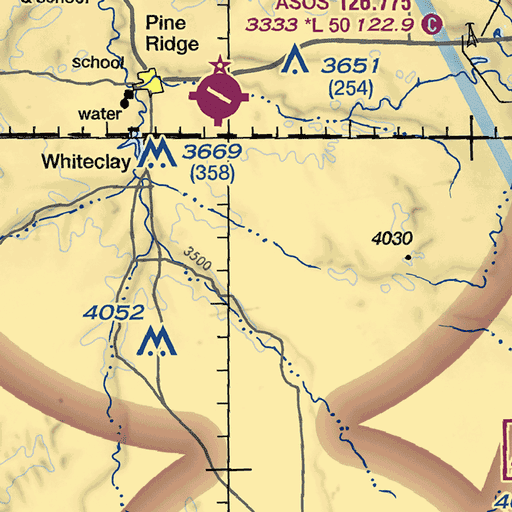 & school
ASOS 126.775
3333 *L 50 122.9 C
Pine
Ridge
school
3651
(254)
water
Whiteclay
3669
(358)
4030
3500
4052